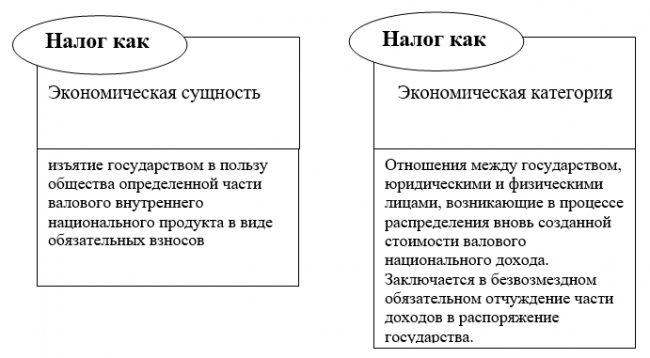 Налог как
Экономическая сущность
изъятие государством в пользу
общества определенной части
валового внутреннего
национального продукта в виде
обязательных взносов
Налог как
Экономическая категория
Отношения между государством,
юридическими и физическими
лицами, возникающие в процессе
распределения вновь созданной
стоимости валового
национального дохода.
Заключается в безвозмездном
обязательном отчуждение части
доходов в распоряжение
государства.